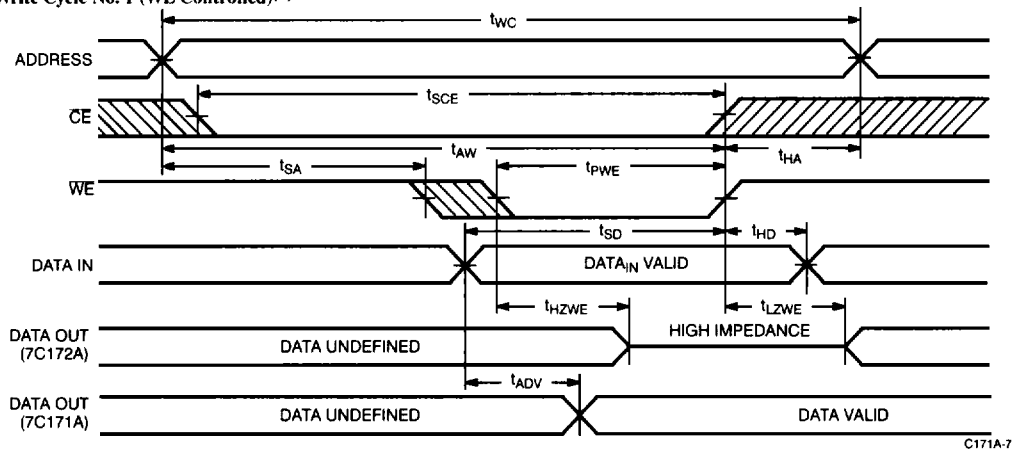 Write Cycle No. 1 (WE Controlled)
tWC
ADDRESS
tSCE
CE
tAW
tHA
tSA
tPWE
WE
tSD
tHD
DATA IN
DATAIN VALID
tHZWE
tLZWE
HIGH IMPEDANCE
DATA OUT
(7C172A)
DATA UNDEFINED
tADV
DATA OUT
(7C171A)
DATA UNDEFINED
DATA VALID
C171A-7